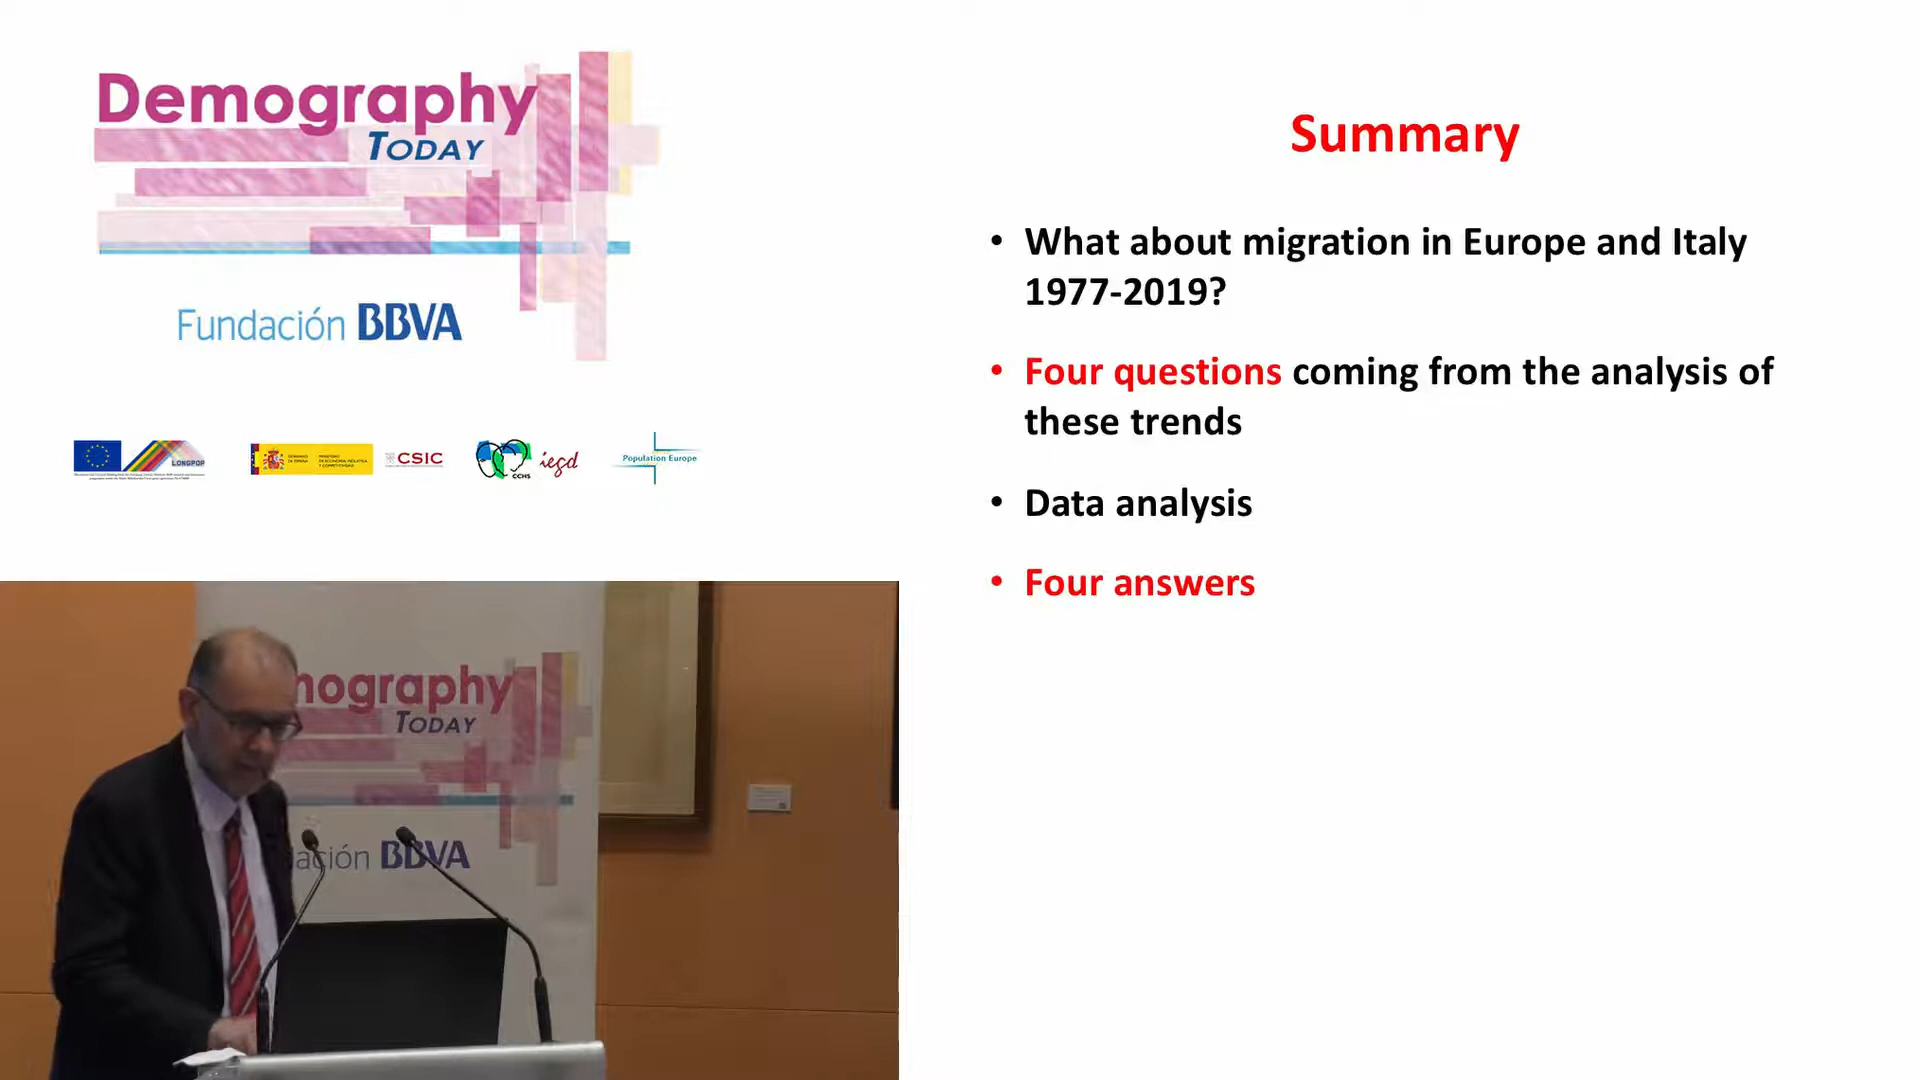 Demography
TODAY
Fundación BBVA
LONGPOP
CSIC
CCHS
iegd
Population Europe
Summary
• What about migration in Europe and Italy
1977-2019?
• Four questions coming from the analysis of
these trends
• Data analysis
• Four answers
nography
TODAY
dación BBVA